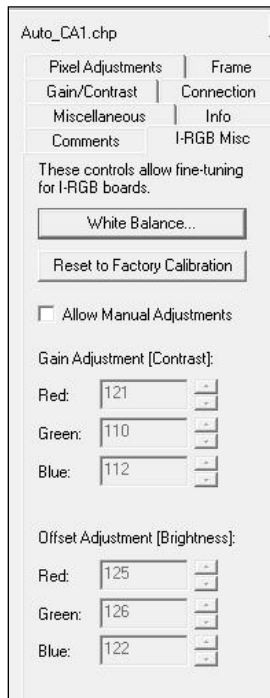 Auto_CA1.chp
Pixel Adjustments Frame
Gain/Contrast Connection
Miscellaneous Info
Comments I-RGB Misc
These controls allow fine-tuning
for I-RGB boards.
White Balance...
Reset to Factory Calibration
Allow Manual Adjustments
Gain Adjustment [Contrast]:
Red: 121
Green: 110
Blue: 112
Offset Adjustment [Brightness]:
Red: 125
Green: 126
Blue: 122